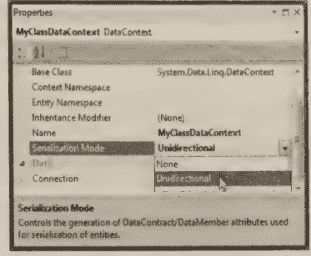 Properties
MyClassDataContext DataContext
Base Class System.Data.Linq.DataContext
Context Namespace
Entity Namespace
Inheritance Modifier (None)
Name MyClassDataContext
Serialization Mode Unidirectional
Data None
Connection Unidirectional
Serialization Mode
Controls the generation of DataContract/DataMember attributes used
for serialization of entities.